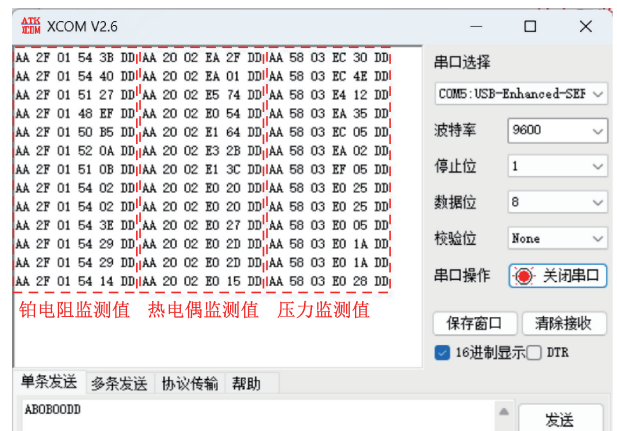 ATK XCOM XCOM V2.6
AA 2F 01 54 3B DD AA 20 02 EA 2F DD AA 58 03 EC 30 DD
AA 2F 01 54 40 DD AA 20 02 EA 01 DD AA 58 03 EC 4E DD
AA 2F 01 51 27 DD AA 20 02 E5 74 DD AA 58 03 E4 12 DD
AA 2F 01 48 EF DD AA 20 02 E0 54 DD AA 58 03 EA 35 DD
AA 2F 01 50 B5 DD AA 20 02 E1 64 DD AA 58 03 EC 05 DD
AA 2F 01 52 0A DD AA 20 02 E3 2B DD AA 58 03 EA 02 DD
AA 2F 01 51 0B DD AA 20 02 E1 3C DD AA 58 03 EF 05 DD
AA 2F 01 54 02 DD AA 20 02 E0 20 DD AA 58 03 E0 25 DD
AA 2F 01 54 02 DD AA 20 02 E0 20 DD AA 58 03 E0 25 DD
AA 2F 01 54 3E DD AA 20 02 E0 27 DD AA 58 03 E0 05 DD
AA 2F 01 54 29 DD AA 20 02 E0 2D DD AA 58 03 E0 1A DD
AA 2F 01 54 29 DD AA 20 02 E0 2D DD AA 58 03 E0 1A DD
AA 2F 01 54 14 DD AA 20 02 E0 15 DD AA 58 03 E0 28 DD
铂电阻监测值 热电偶监测值 压力监测值
串口选择
COM5:USB-Enhanced-SEF
波特率 9600
停止位 1
数据位 8
校验位 None
串口操作 关闭串口
保存窗口 清除接收
16进制显示 DTR
单条发送 多条发送 协议传输 帮助
AB0B00DD
发送